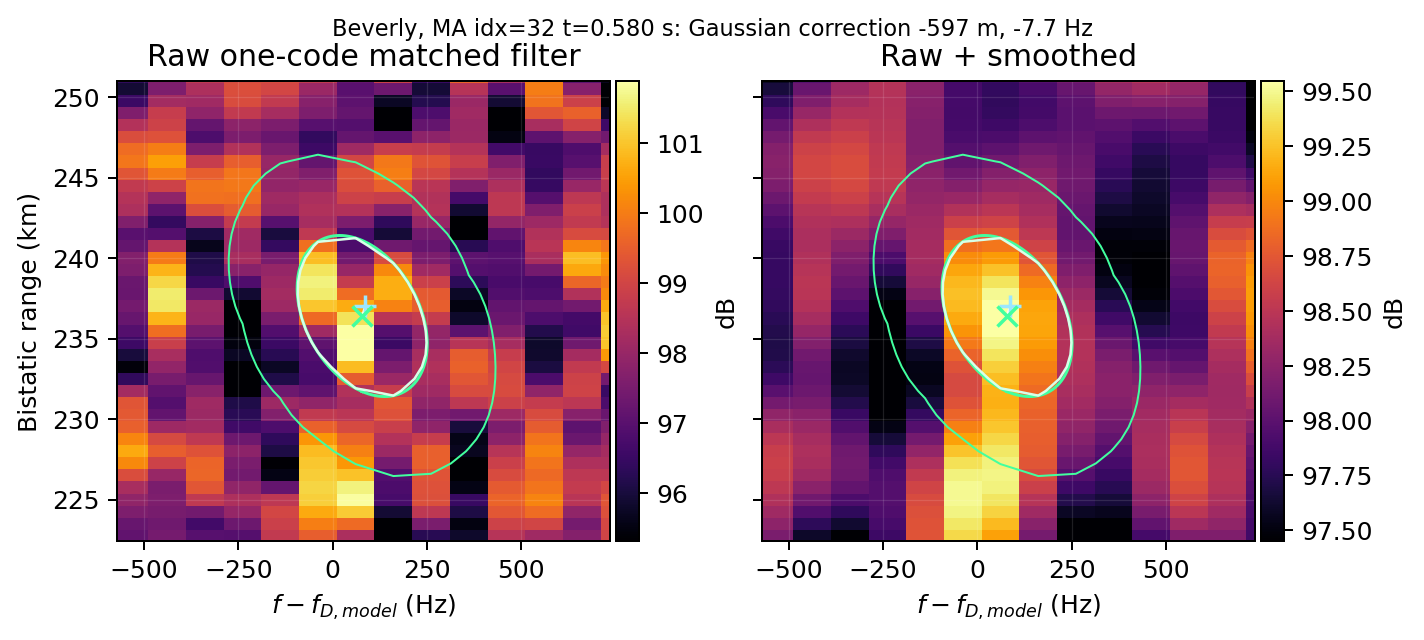 Beverly, MA idx=32 t=0.580 s: Gaussian correction -597 m, -7.7 Hz
Raw one-code matched filter
Raw + smoothed
Bistatic range (km)
250
245
240
235
230
225
−500 −250 0 250 500
f − f_{D, model} (Hz)
101
100
99
98
97
96
dB
−500 −250 0 250 500
f − f_{D, model} (Hz)
99.50
99.25
99.00
98.75
98.50
98.25
98.00
97.75
97.50
dB